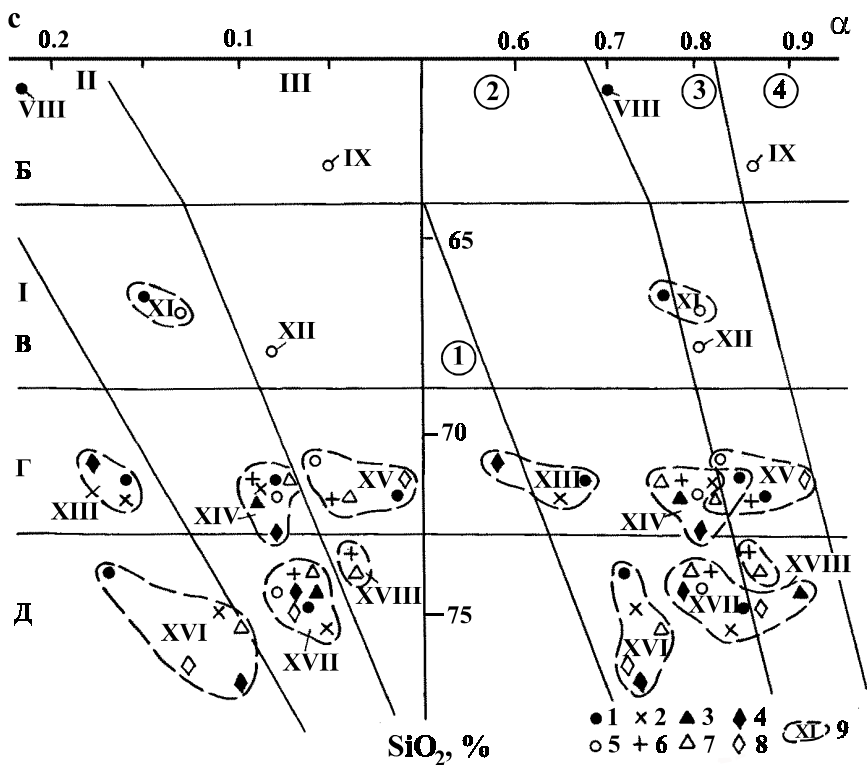 c 0.2 0.1 0.6 0.7 0.8 0.9 α
II III 2 3 4
VIII VIII
IX IX
Б
65
I XI XI
XII XII
В
1
70
Г XV XV
XIII XIII
XIV XIV
XVIII XVIII
XVII
Д 75
XVI XVI
XVII
1 2 3 4 XI 9
5 6 7 8
SiO₂, %